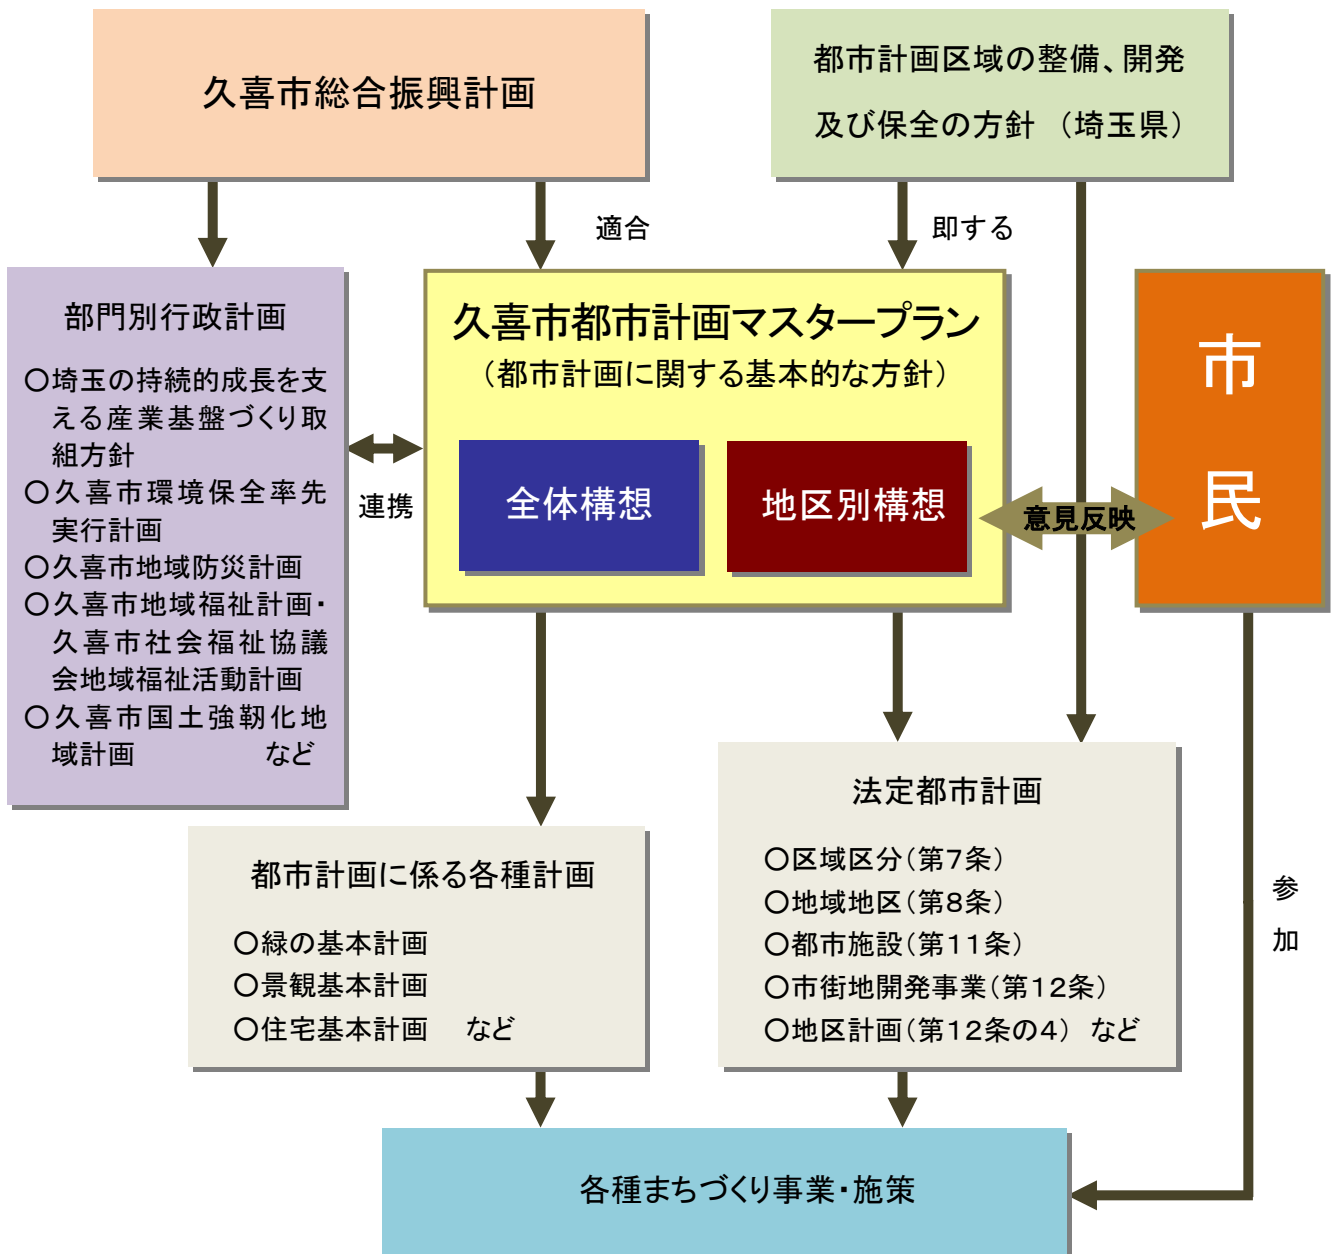 久喜市総合振興計画
都市計画区域の整備、開発
及び保全の方針 （埼玉県）
適合
即する
部門別行政計画
○埼玉の持続的成長を支
える産業基盤づくり取
組方針
○久喜市環境保全率先
実行計画
○久喜市地域防災計画
○久喜市地域福祉計画・
久喜市社会福祉協議
会地域福祉活動計画
○久喜市国土強靭化地
域計画 など
連携
久喜市都市計画マスタープラン
（都市計画に関する基本的な方針）
全体構想
地区別構想
意見反映
市
民
都市計画に係る各種計画
○緑の基本計画
○景観基本計画
○住宅基本計画 など
法定都市計画
○区域区分（第７条）
○地域地区（第８条）
○都市施設（第１１条）
○市街地開発事業（第１２条）
○地区計画（第１２条の４） など
参
加
各種まちづくり事業・施策